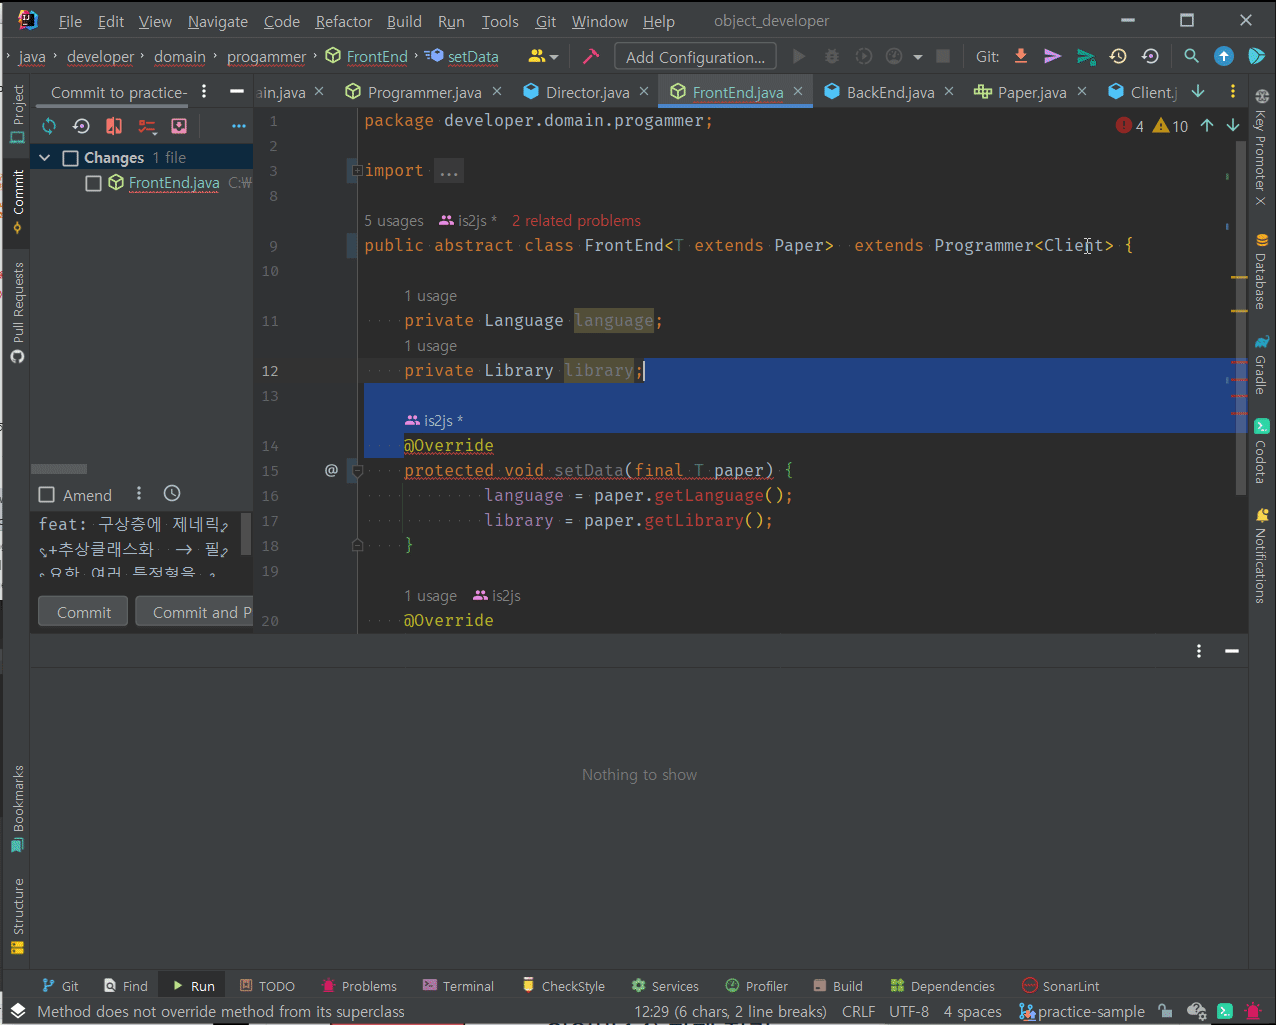 File Edit View Navigate Code Refactor Build Run Tools Git Window Help object_developer
java developer domain progammer FrontEnd setData Add Configuration... Git:
Project
Commit
Pull Requests
Bookmarks
Structure
Commit to practice-
Changes 1 file
FrontEnd.java C:₩
Amend
feat: 구상층에 제네릭
+추상클래스화 → 필
요한 여러 특정형을
Commit Commit and P
ain.java Programmer.java Director.java FrontEnd.java BackEnd.java Paper.java Client.j
4 10
1 package developer.domain.progammer;
2
3 import ...
8
5 usages is2js * 2 related problems
9 public abstract class FrontEnd<T extends Paper> extends Programmer<Client> {
10
1 usage
11 private Language language;
1 usage
12 private Library library;
13
is2js *
14 @Override
15 @ protected void setData(final T paper) {
16 language = paper.getLanguage();
17 library = paper.getLibrary();
18 }
19
1 usage is2js
20 @Override
Key Promoter X
Database
Gradle
Codota
Notifications
Nothing to show
Git Find Run TODO Problems Terminal CheckStyle Services Profiler Build Dependencies SonarLint
Method does not override method from its superclass 12:29 (6 chars, 2 line breaks) CRLF UTF-8 4 spaces practice-sample